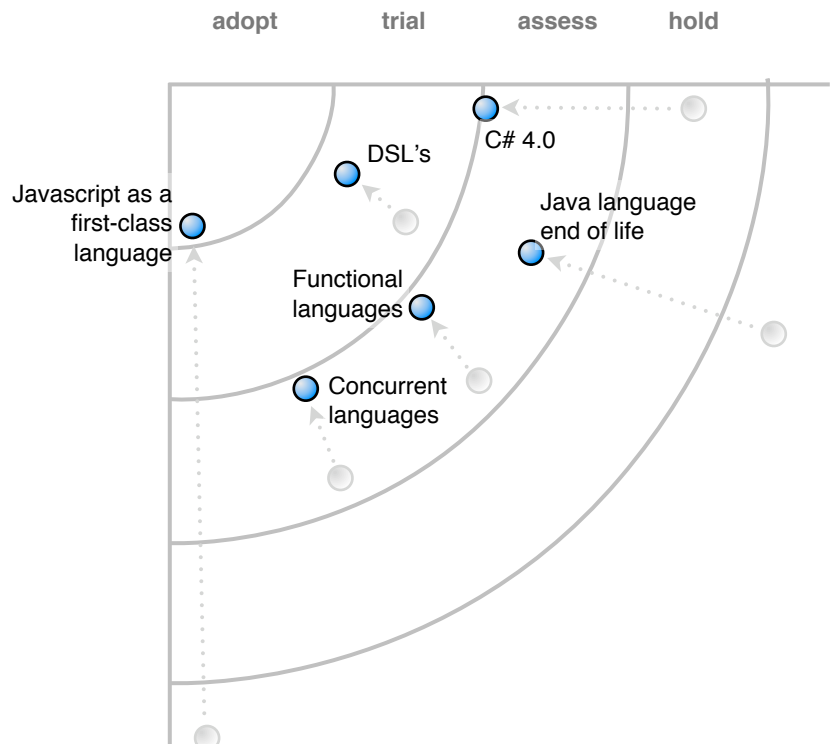 adopt trial assess hold
C# 4.0
DSL's
Javascript as a
first-class
language
Java language
end of life
Functional
languages
Concurrent
languages